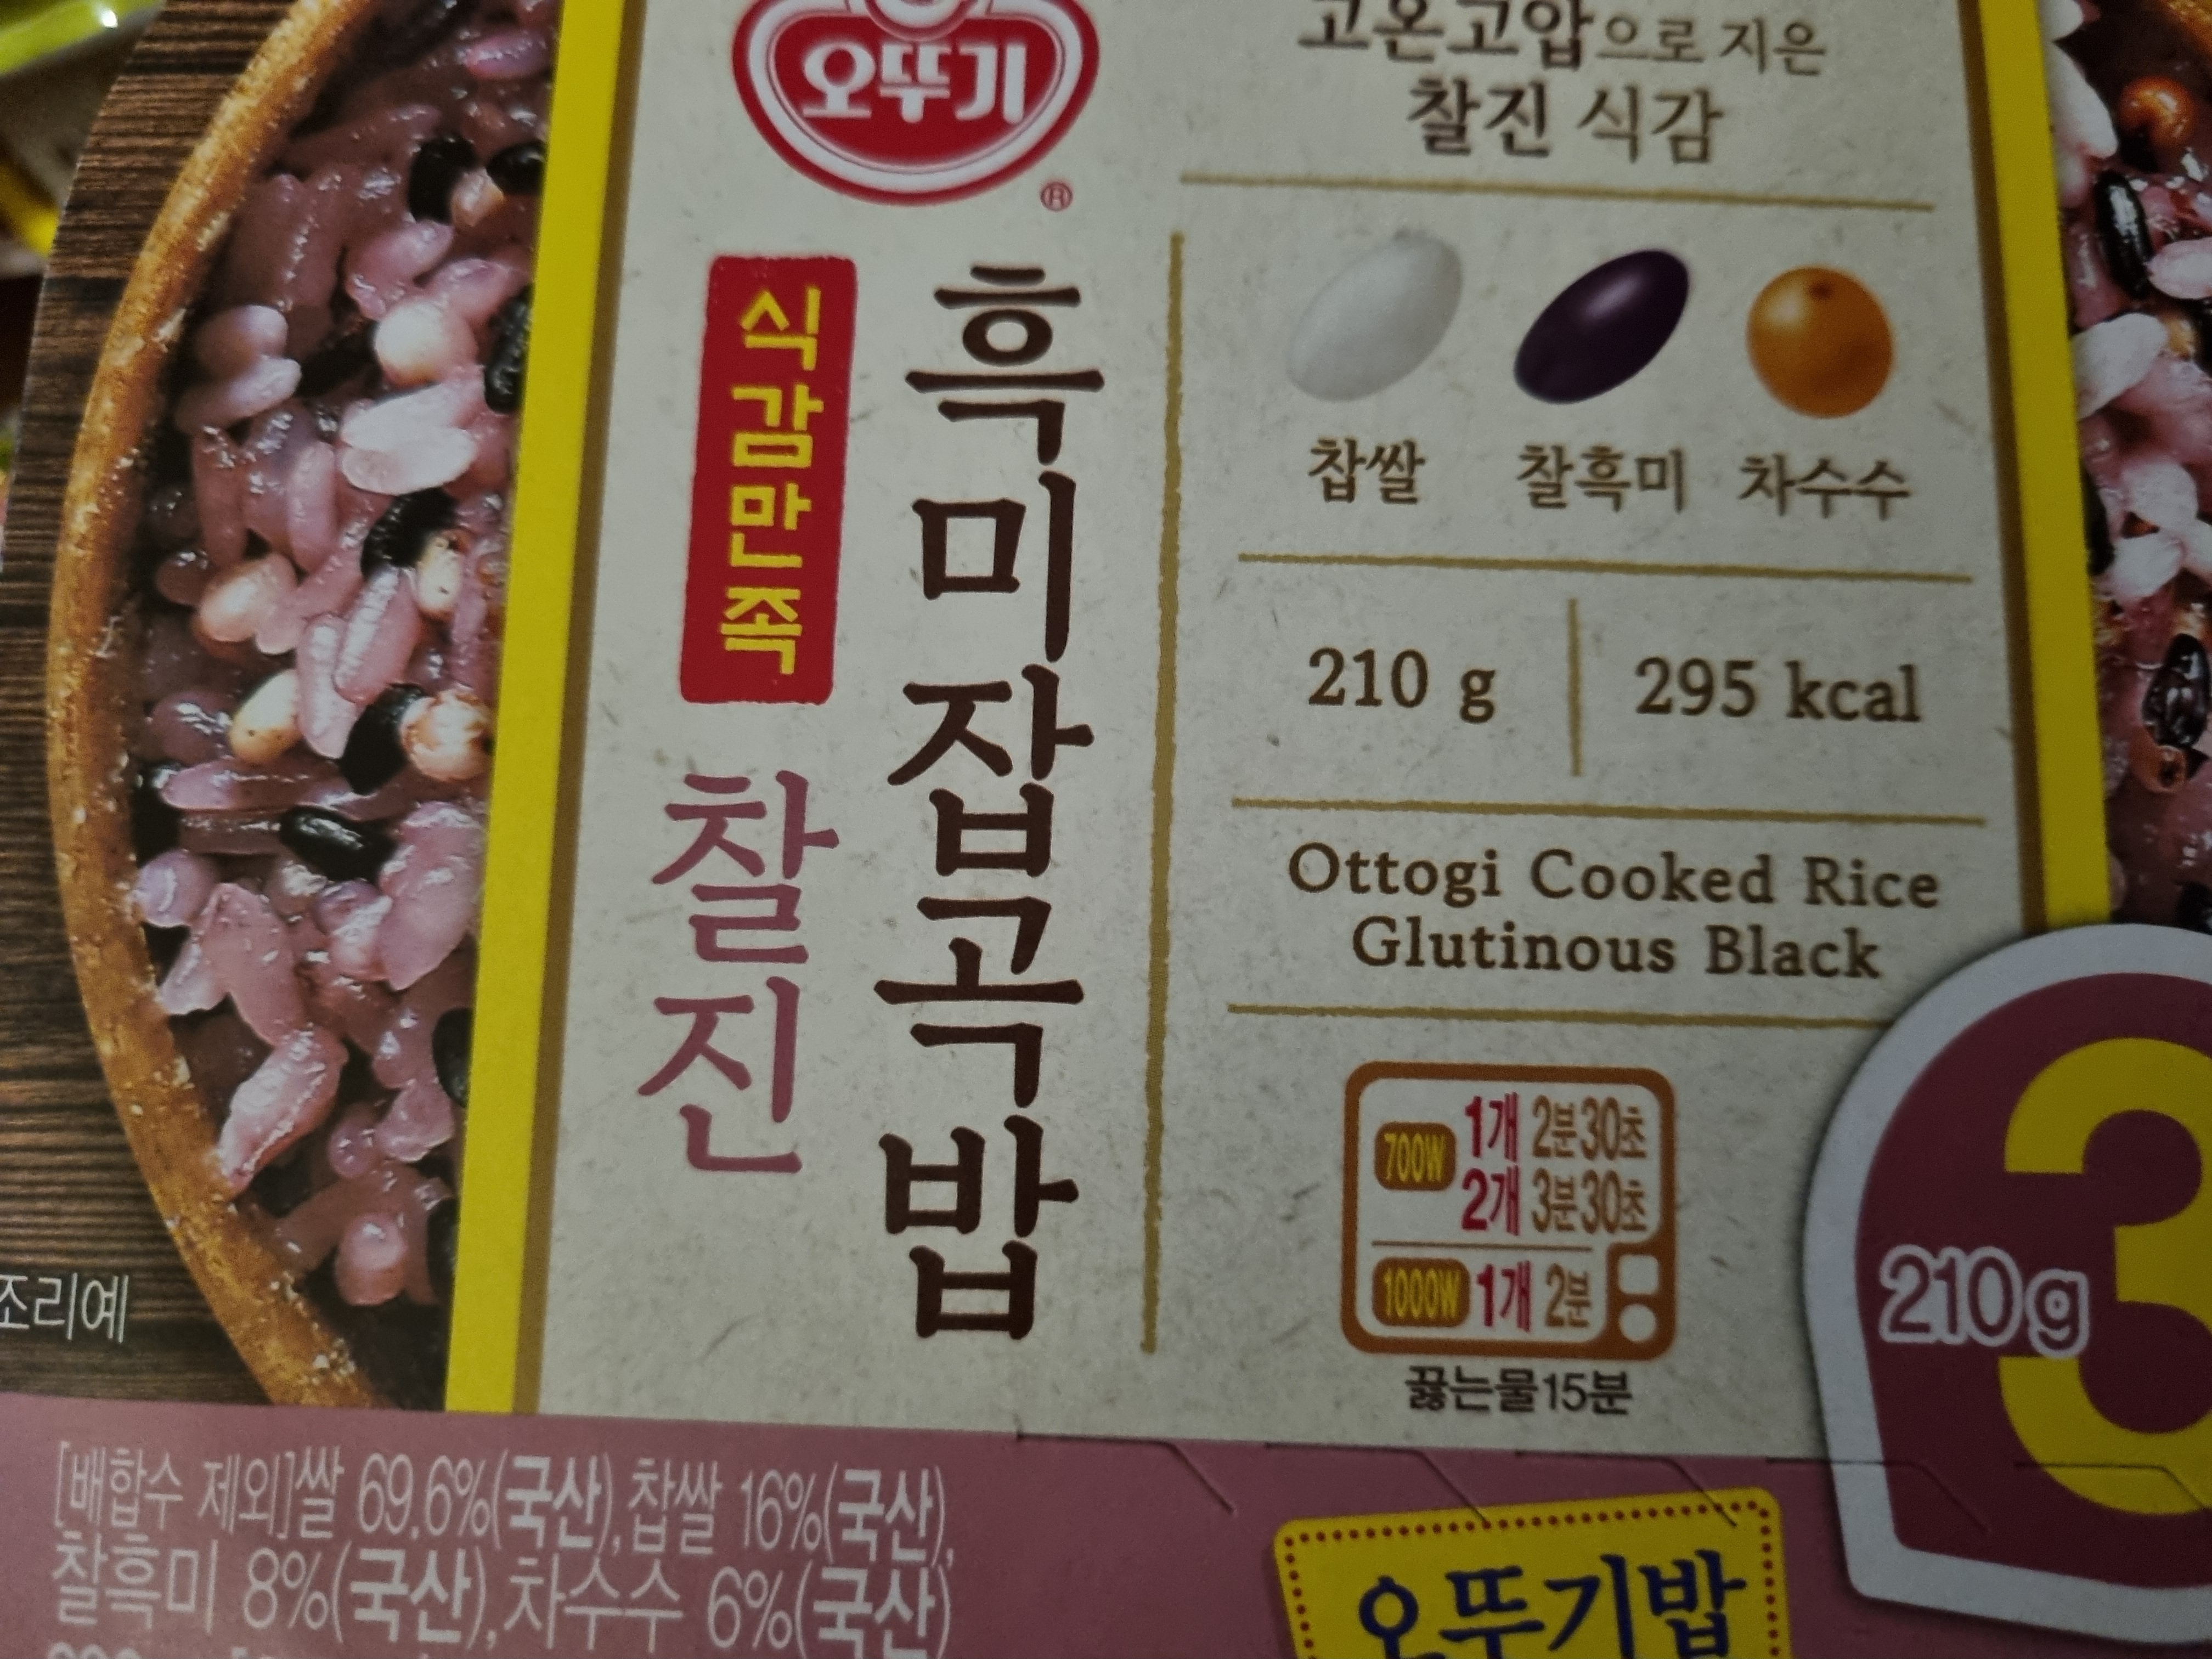 오뚜기
®
식감만족
찰진
흑미잡곡밥
고온고압으로 지은
찰진 식감
찹쌀 찰흑미 차수수
210 g 295 kcal
Ottogi Cooked Rice
Glutinous Black
700W 1개 2분30초
2개 3분30초
1000W 1개 2분
끓는물15분
3
210g
조리예
[배합수 제외]쌀 69.6%(국산),찹쌀 16%(국산),
찰흑미 8%(국산),차수수 6%(국산)
오뚜기밥